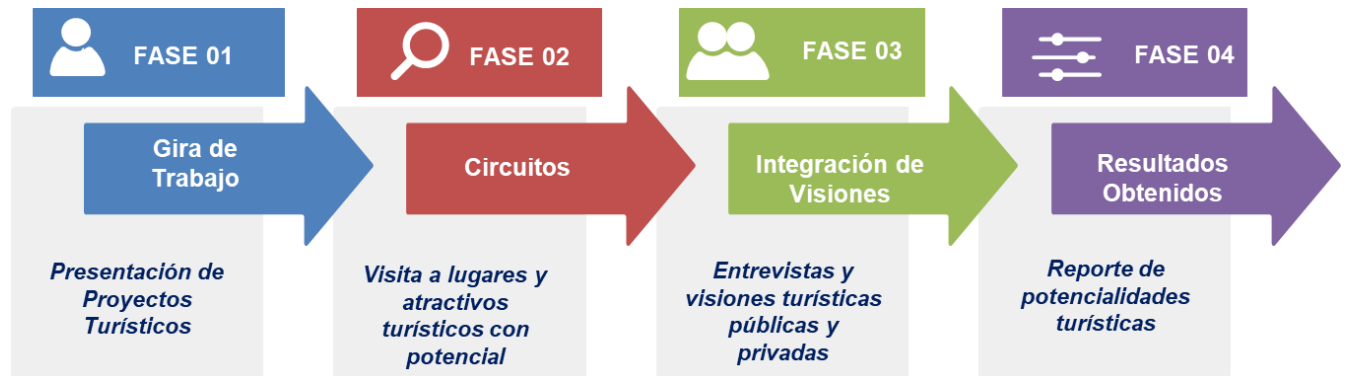 FASE 01
Gira de
Trabajo
Presentación de
Proyectos
Turísticos
FASE 02
Circuitos
Visita a lugares y
atractivos
turísticos con
potencial
FASE 03
Integración de
Visiones
Entrevistas y
visiones turísticas
públicas y
privadas
FASE 04
Resultados
Obtenidos
Reporte de
potencialidades
turísticas